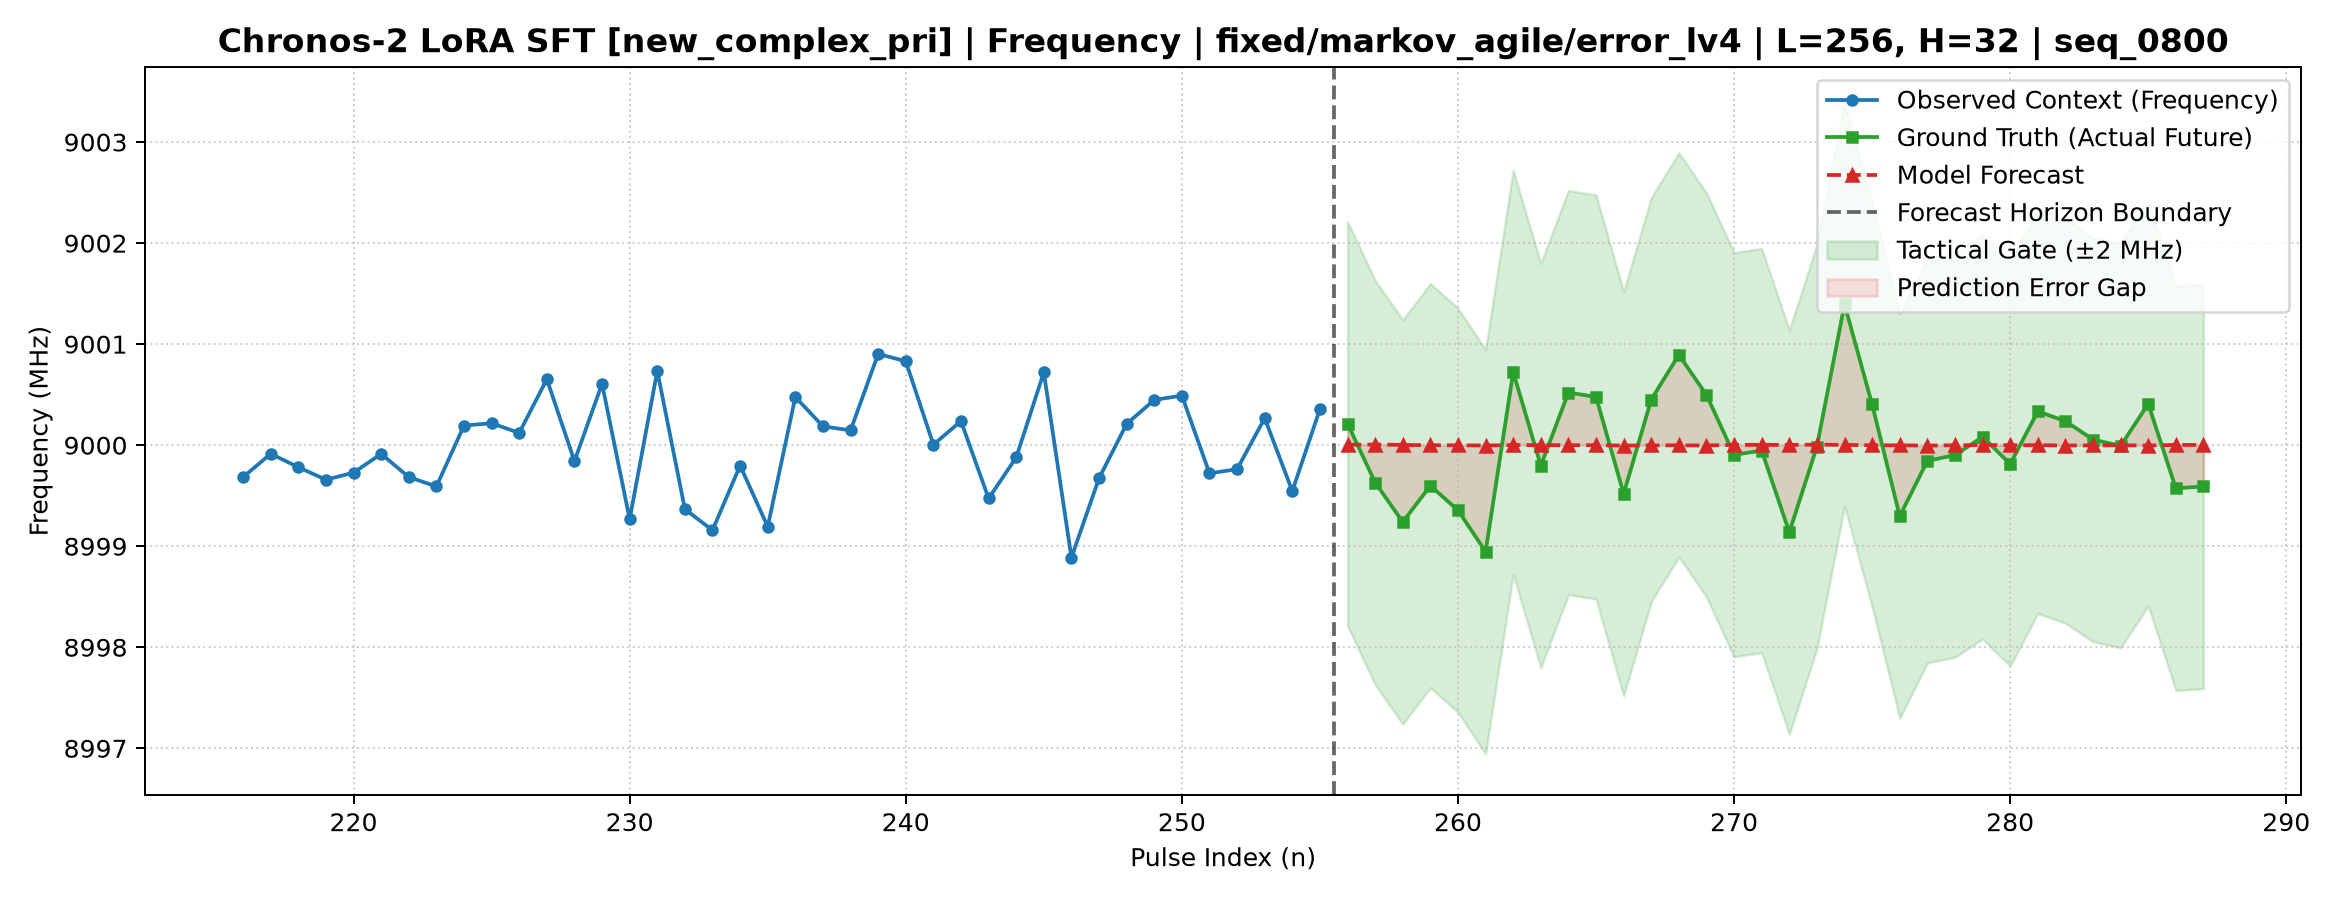 Chronos-2 LoRA SFT [new_complex_pri] | Frequency | fixed/markov_agile/error_lv4 | L=256, H=32 | seq_0800
Observed Context (Frequency)
Ground Truth (Actual Future)
Model Forecast
Forecast Horizon Boundary
Tactical Gate (±2 MHz)
Prediction Error Gap
Frequency (MHz)
9003
9002
9001
9000
8999
8998
8997
220
230
240
250
260
270
280
290
Pulse Index (n)